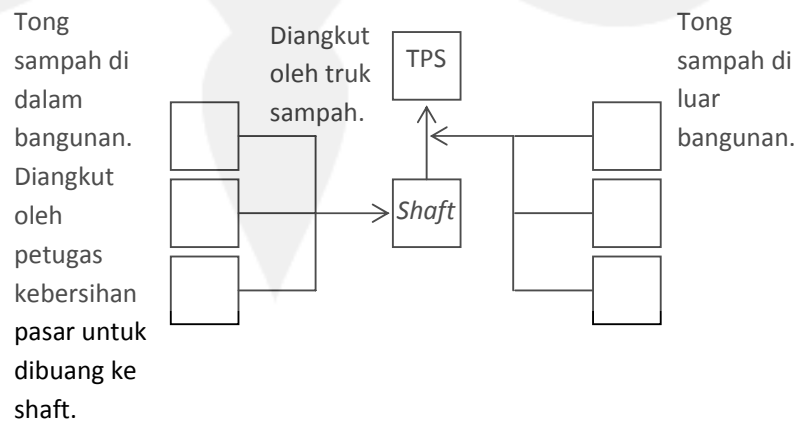 Tong
sampah di
dalam
bangunan.
Diangkut
oleh
petugas
kebersihan
pasar untuk
dibuang ke
shaft.
Diangkut
oleh truk
sampah.
TPS
Shaft
Tong
sampah di
luar
bangunan.